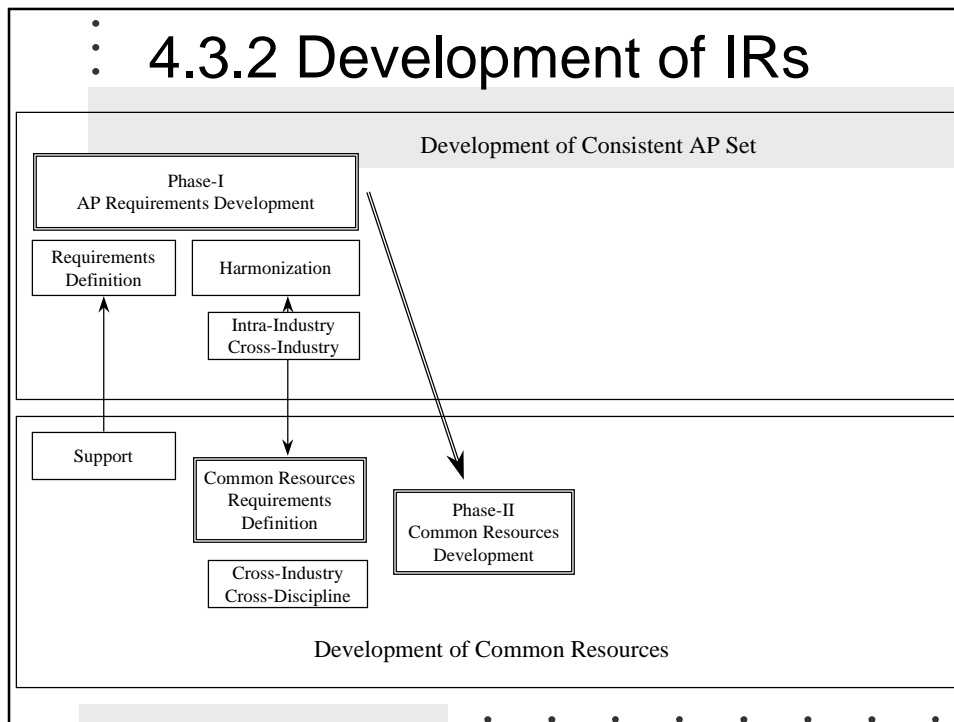 4.3.2 Development of IRs
Development of Consistent AP Set
Phase-I
AP Requirements Development
Requirements
Definition
Harmonization
Intra-Industry
Cross-Industry
Support
Common Resources
Requirements
Definition
Phase-II
Common Resources
Development
Cross-Industry
Cross-Discipline
Development of Common Resources